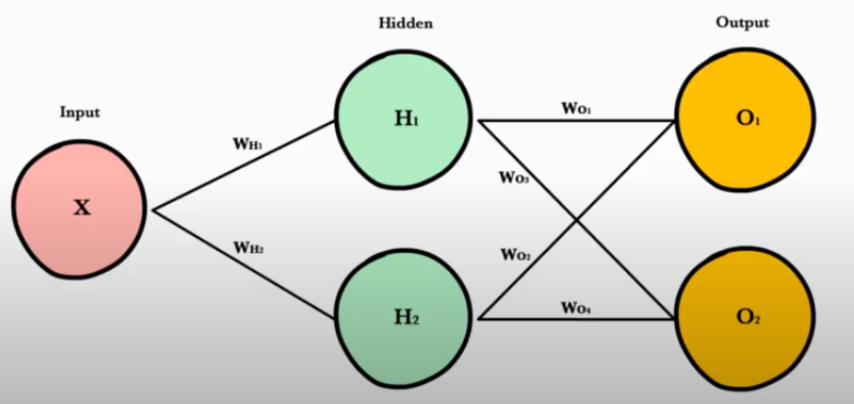 Hidden
Output
Input
H₁
Wo₁
O₁
WH₁
Wo₃
X
WH₂
Wo₂
H₂
Wo₄
O₂